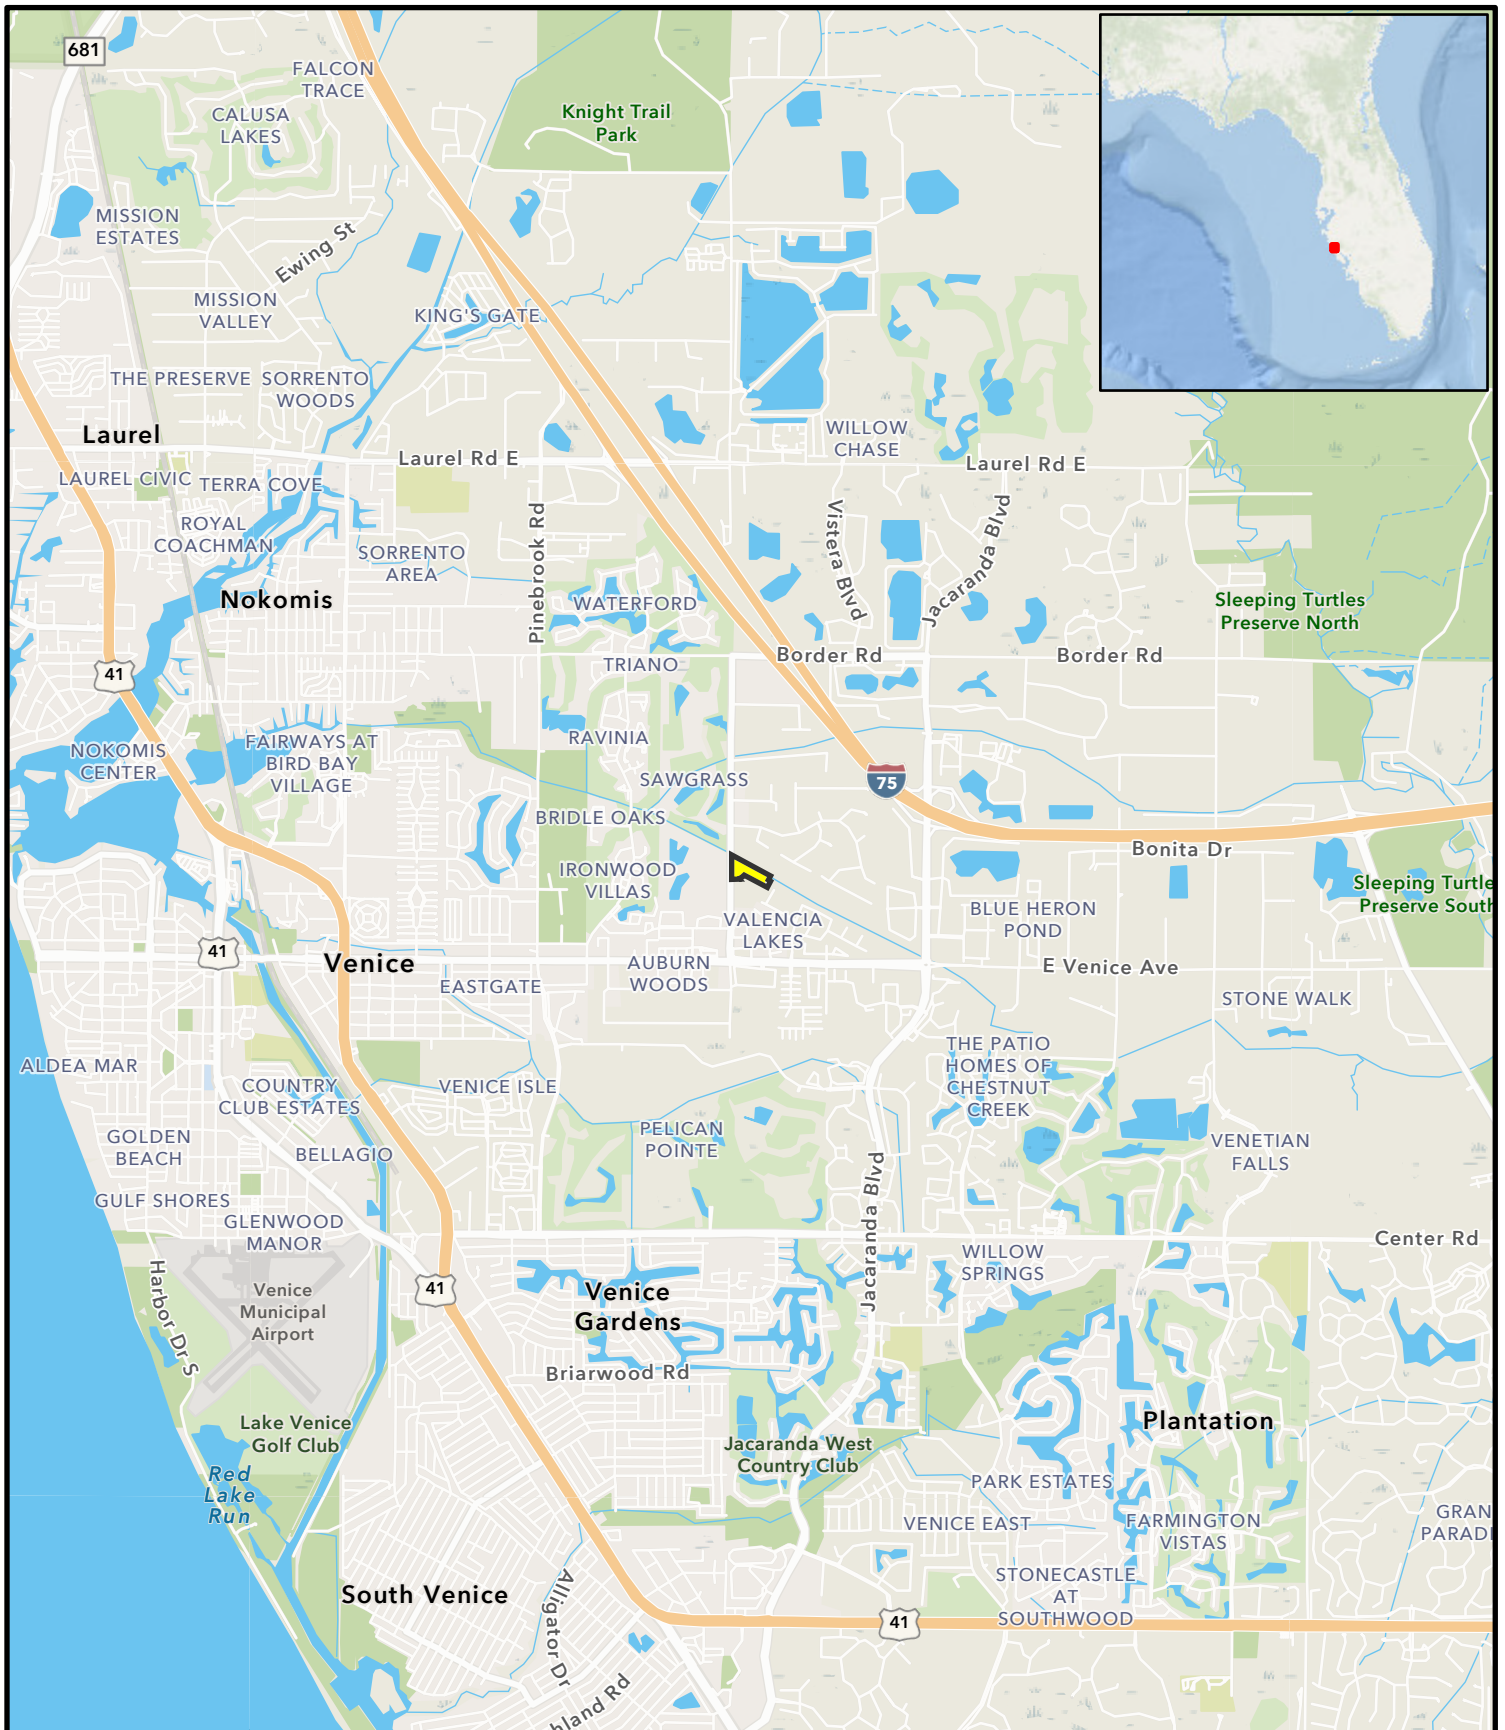 681
FALCON
TRACE
CALUSA
LAKES
Knight Trail
Park
MISSION
ESTATES
Ewing St
MISSION
VALLEY
KING'S GATE
THE PRESERVE
SORRENTO
WOODS
Laurel
WILLOW
CHASE
Laurel Rd E
Laurel Rd E
LAUREL CIVIC
TERRA COVE
ROYAL
COACHMAN
SORRENTO
AREA
Pinebrook Rd
Vistera Blvd
Jacaranda Blvd
Nokomis
WATERFORD
Sleeping Turtles
Preserve North
TRIANO
Border Rd
Border Rd
41
NOKOMIS
CENTER
FAIRWAYS AT
BIRD BAY
VILLAGE
RAVINIA
SAWGRASS
75
BRIDLE OAKS
Bonita Dr
IRONWOOD
VILLAS
Sleeping Turtle
Preserve South
VALENCIA
LAKES
BLUE HERON
POND
41
Venice
AUBURN
WOODS
E Venice Ave
EASTGATE
STONE WALK
ALDEA MAR
THE PATIO
HOMES OF
CHESTNUT
CREEK
COUNTRY
CLUB ESTATES
VENICE ISLE
GOLDEN
BEACH
BELLAGIO
PELICAN
POINTE
VENETIAN
FALLS
GULF SHORES
GLENWOOD
MANOR
Jacaranda Blvd
Center Rd
WILLOW
SPRINGS
Harbor Dr S
Venice
Municipal
Airport
41
Venice
Gardens
Briarwood Rd
Lake Venice
Golf Club
Plantation
Jacaranda West
Country Club
Red
Lake
Run
PARK ESTATES
VENICE EAST
FARMINGTON
VISTAS
GRAN
PARADI
South Venice
Alligator Dr
STONECASTLE
AT
SOUTHWOOD
41
hland Rd